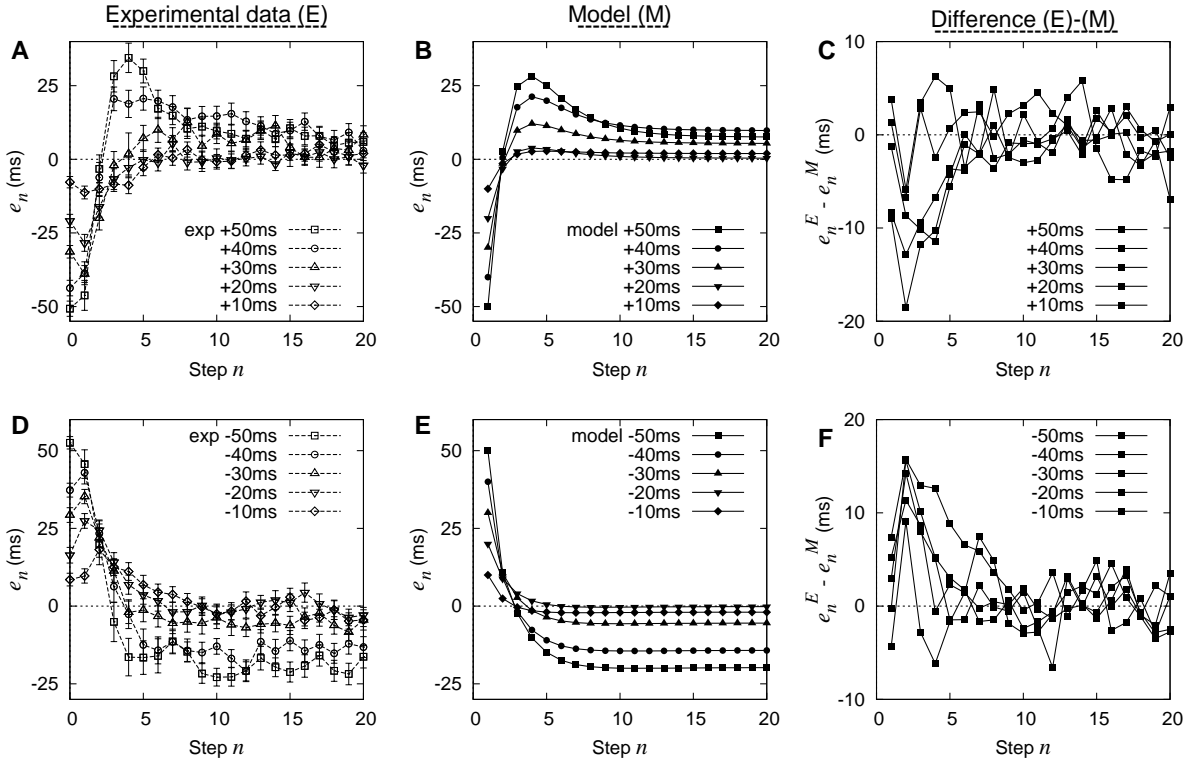 Experimental data (E)
Model (M)
Difference (E)-(M)
A
25
0
-25
-50
e_n (ms)
exp +50ms
+40ms
+30ms
+20ms
+10ms
0 5 10 15 20
Step n
B
25
0
-25
-50
e_n (ms)
model +50ms
+40ms
+30ms
+20ms
+10ms
0 5 10 15 20
Step n
C
10
0
-10
-20
e_n^E - e_n^M (ms)
+50ms
+40ms
+30ms
+20ms
+10ms
0 5 10 15 20
Step n
D
50
25
0
-25
e_n (ms)
exp -50ms
-40ms
-30ms
-20ms
-10ms
0 5 10 15 20
Step n
E
50
25
0
-25
e_n (ms)
model -50ms
-40ms
-30ms
-20ms
-10ms
0 5 10 15 20
Step n
F
20
10
0
-10
e_n^E - e_n^M (ms)
-50ms
-40ms
-30ms
-20ms
-10ms
0 5 10 15 20
Step n